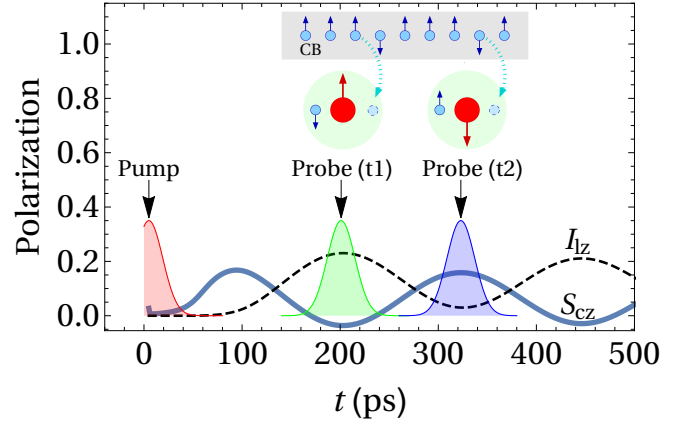 CB
1.0
0.8
0.6
0.4
0.2
0.0
Polarization
Pump
Probe (t1)
Probe (t2)
I_lz
S_cz
0
100
200
300
400
500
t (ps)